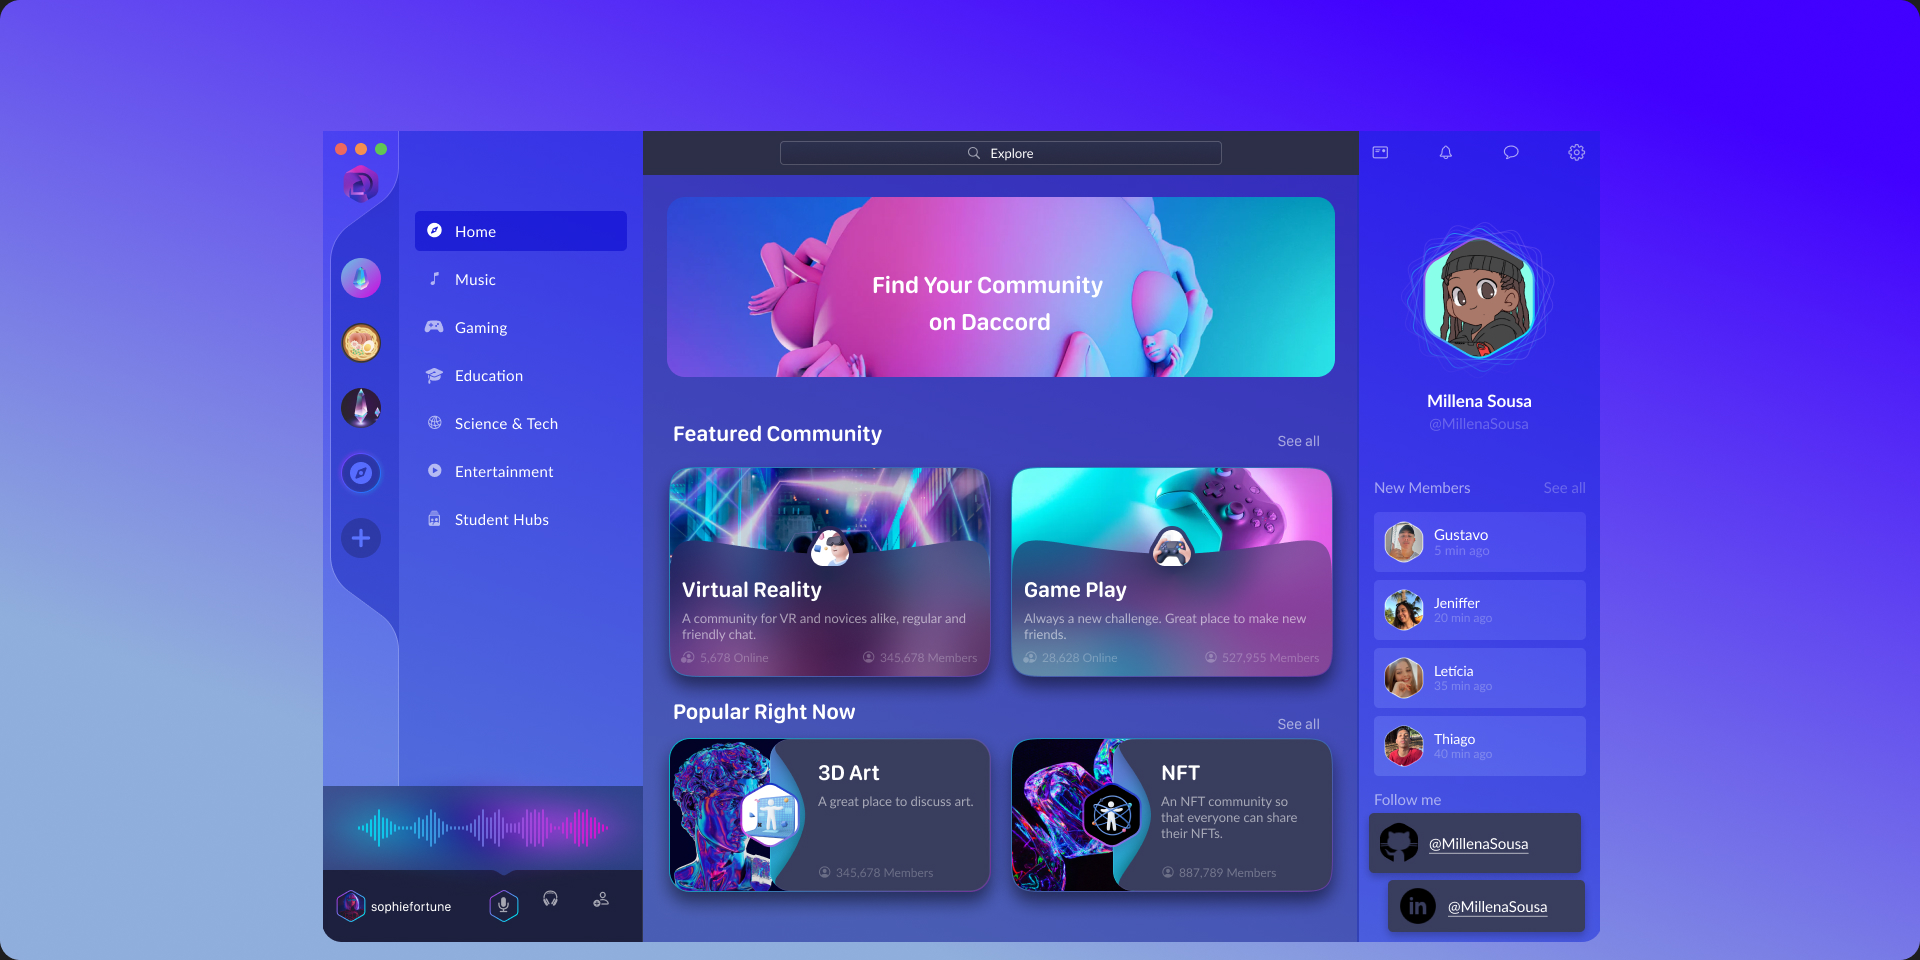 Explore
Home
Music
Gaming
Education
Science & Tech
Entertainment
Student Hubs
sophiefortune
Find Your Community
on Daccord
Featured Community
See all
Virtual Reality
A community for VR and novices alike, regular and
friendly chat.
5,678 Online
345,678 Members
Game Play
Always a new challenge. Great place to make new
friends.
28,628 Online
527,955 Members
Popular Right Now
See all
3D Art
A great place to discuss art.
345,678 Members
NFT
An NFT community so
that everyone can share
their NFTs.
887,789 Members
Millena Sousa
@MillenaSousa
New Members
See all
Gustavo
5 min ago
Jeniffer
20 min ago
Letícia
35 min ago
Thiago
40 min ago
Follow me
@MillenaSousa
in
@MillenaSousa